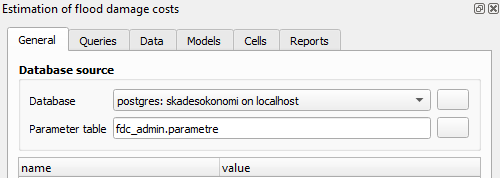 Estimation of flood damage costs
General Queries Data Models Cells Reports
Database source
Database postgres: skadesokonomi on localhost
Parameter table fdc_admin.parametre
name value